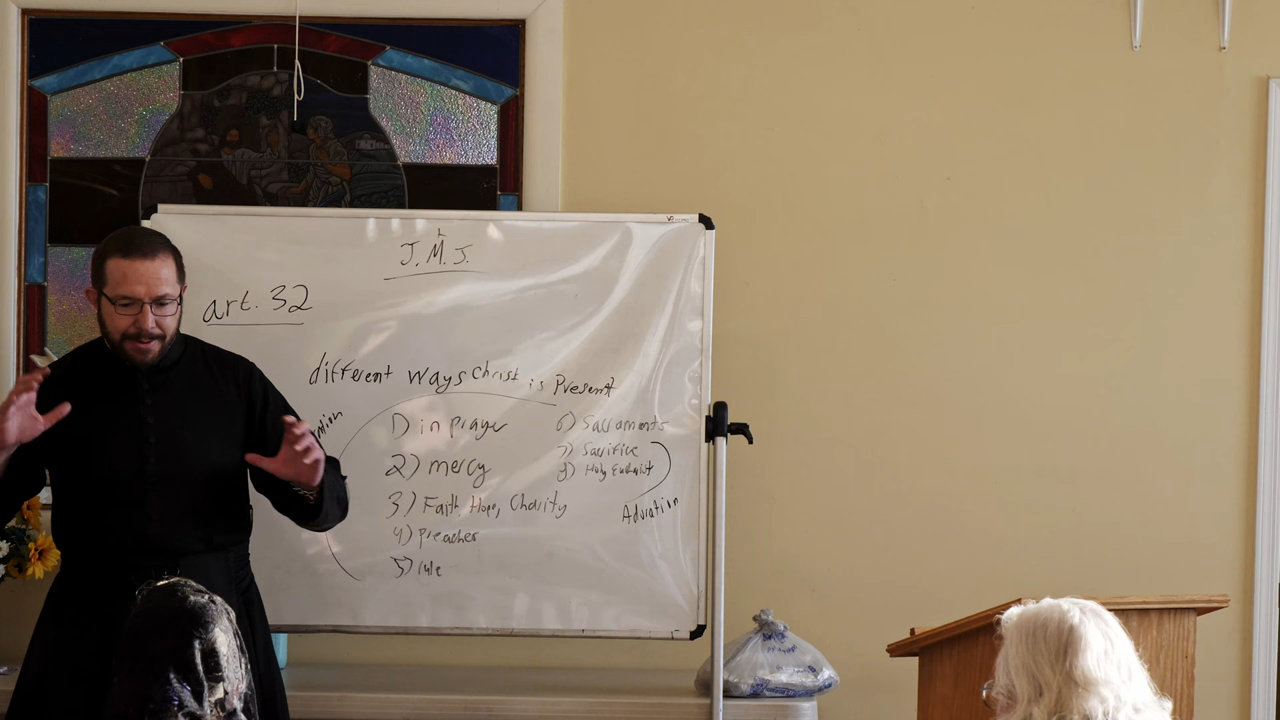 J. M. J.
art. 32
different ways Christ is Present
1) in prayer
2) mercy
3) Faith, Hope, Charity
4) preacher
5) rule
6) Sacraments
7) Sacrifice
8) Holy Eucharist
Aduration